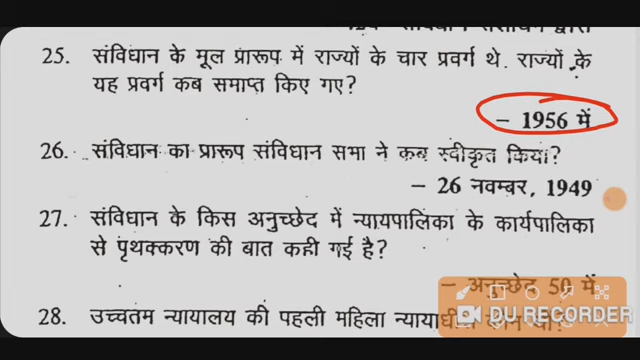 25. संविधान के मूल प्रारूप में राज्यों के चार प्रवर्ग थे. राज्यों के
यह प्रवर्ग कब समाप्त किए गए?
– 1956 में
26. संविधान का प्रारूप संविधान सभा ने कब स्वीकृत किया?
– 26 नवम्बर, 1949
27. संविधान के किस अनुच्छेद में न्यायपालिका के कार्यपालिका
से पृथक्करण की बात कही गई है?
– अनुच्छेद 50 में
28. उच्चतम न्यायालय की पहली महिला न्यायाधीश
DU RECORDER